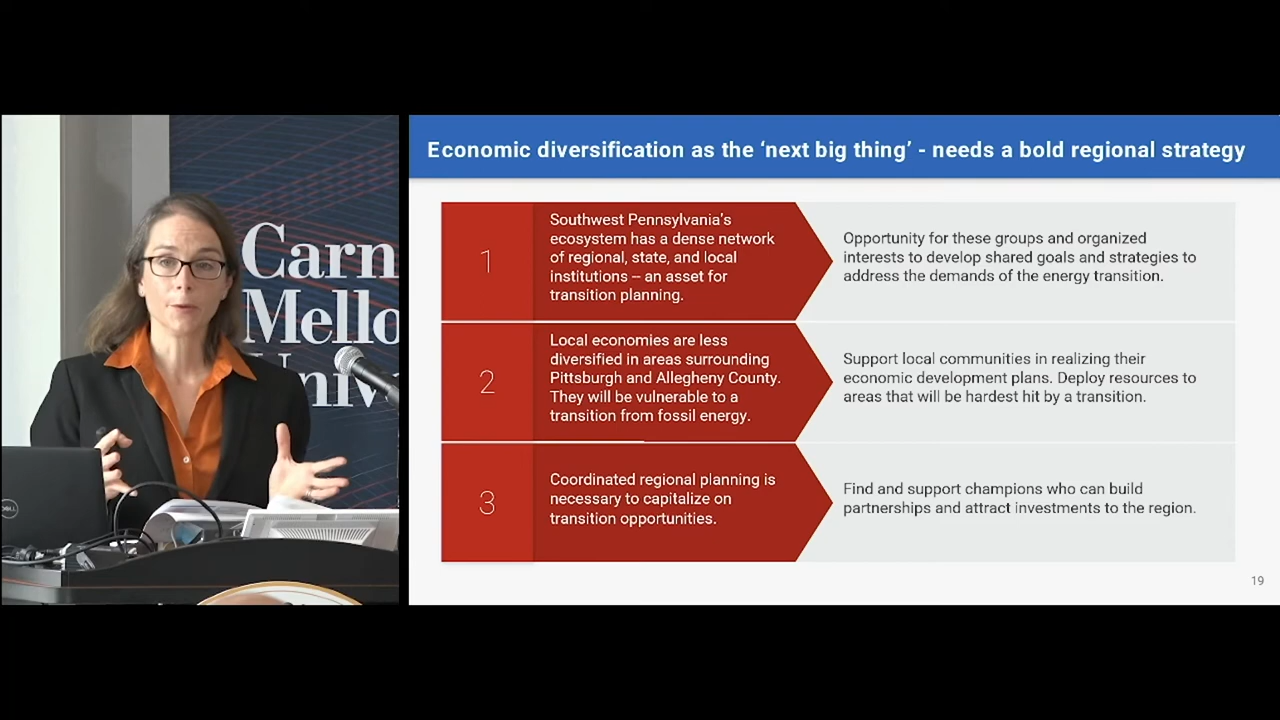 Carn
Mello
Unive
DELL
Economic diversification as the ‘next big thing’ - needs a bold regional strategy
1
Southwest Pennsylvania’s
ecosystem has a dense network
of regional, state, and local
institutions – an asset for
transition planning.
Opportunity for these groups and organized
interests to develop shared goals and strategies to
address the demands of the energy transition.
2
Local economies are less
diversified in areas surrounding
Pittsburgh and Allegheny County.
They will be vulnerable to a
transition from fossil energy.
Support local communities in realizing their
economic development plans. Deploy resources to
areas that will be hardest hit by a transition.
3
Coordinated regional planning is
necessary to capitalize on
transition opportunities.
Find and support champions who can build
partnerships and attract investments to the region.
19